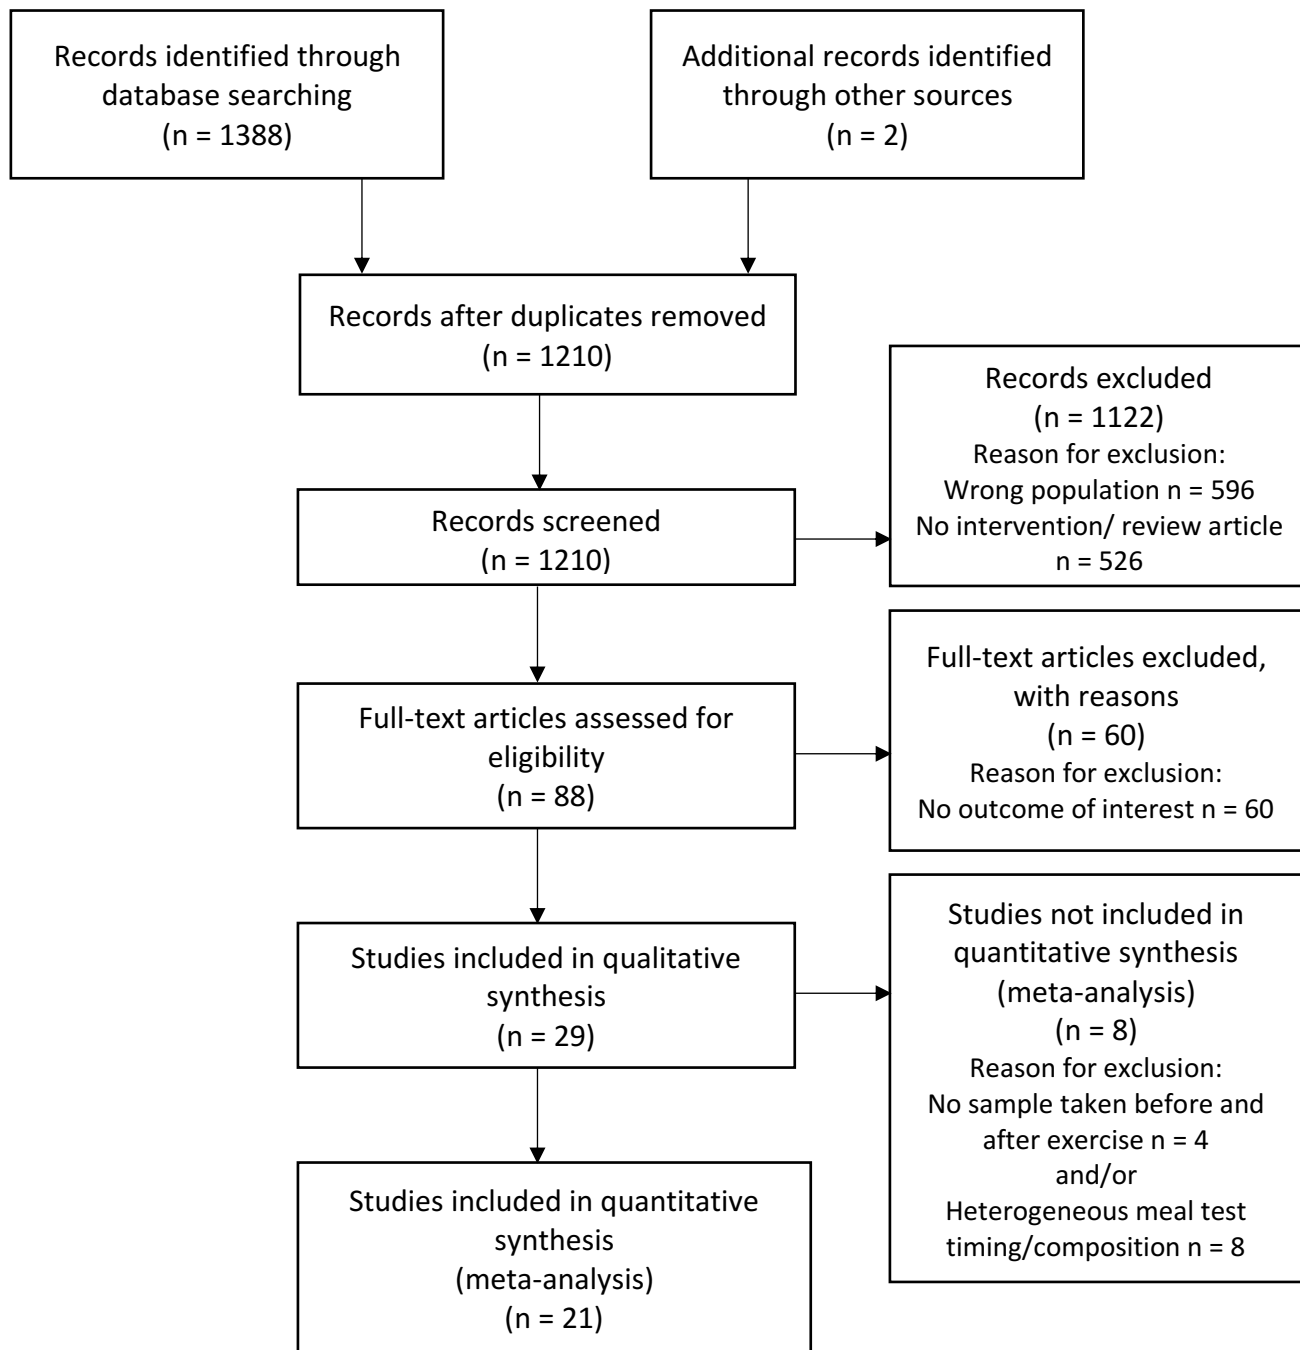 Records identified through
database searching
(n = 1388)
Additional records identified
through other sources
(n = 2)
Records after duplicates removed
(n = 1210)
Records excluded
(n = 1122)
Reason for exclusion:
Wrong population n = 596
No intervention/ review article
n = 526
Records screened
(n = 1210)
Full-text articles excluded,
with reasons
(n = 60)
Reason for exclusion:
No outcome of interest n = 60
Full-text articles assessed for
eligibility
(n = 88)
Studies not included in
quantitative synthesis
(meta-analysis)
(n = 8)
Reason for exclusion:
No sample taken before and
after exercise n = 4
and/or
Heterogeneous meal test
timing/composition n = 8
Studies included in qualitative
synthesis
(n = 29)
Studies included in quantitative
synthesis
(meta-analysis)
(n = 21)